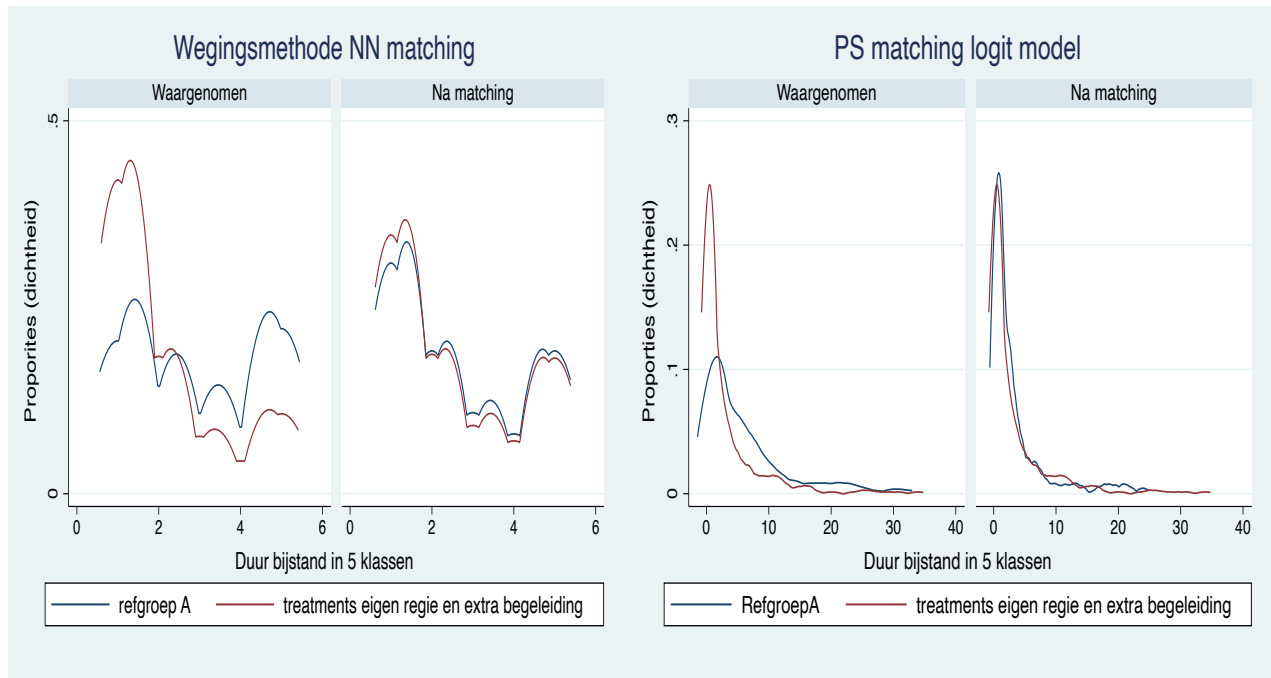 Wegingsmethode NN matching
Waargenomen
Na matching
.5
0
Proporites (dichtheid)
0 2 4 6
0 2 4 6
Duur bijstand in 5 klassen
refgroep A
treatments eigen regie en extra begeleiding
PS matching logit model
Waargenomen
Na matching
.3
.2
.1
0
Proporties (dichtheid)
0 10 20 30 40
0 10 20 30 40
Duur bijstand in 5 klassen
RefgroepA
treatments eigen regie en extra begeleiding